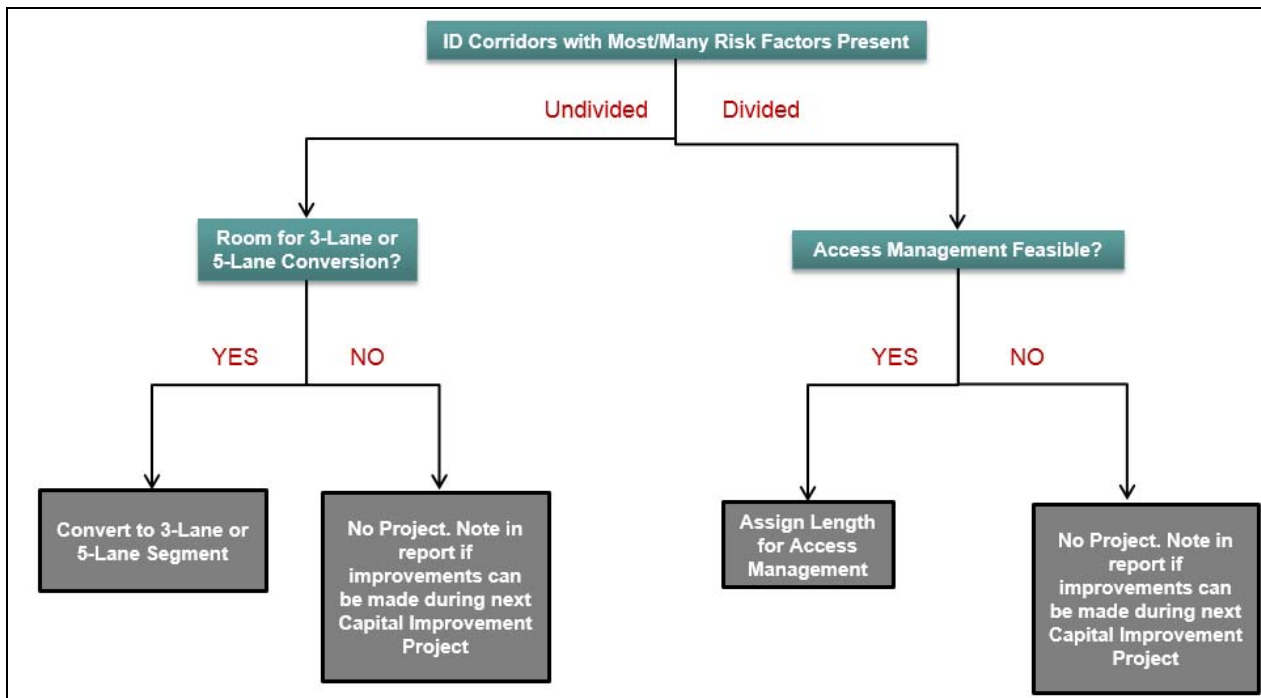 ID Corridors with Most/Many Risk Factors Present
Undivided
Divided
Room for 3-Lane or
5-Lane Conversion?
Access Management Feasible?
YES
NO
YES
NO
Convert to 3-Lane or
5-Lane Segment
No Project. Note in
report if
improvements can
be made during next
Capital Improvement
Project
Assign Length
for Access
Management
No Project. Note in
report if
improvements can
be made during next
Capital Improvement
Project